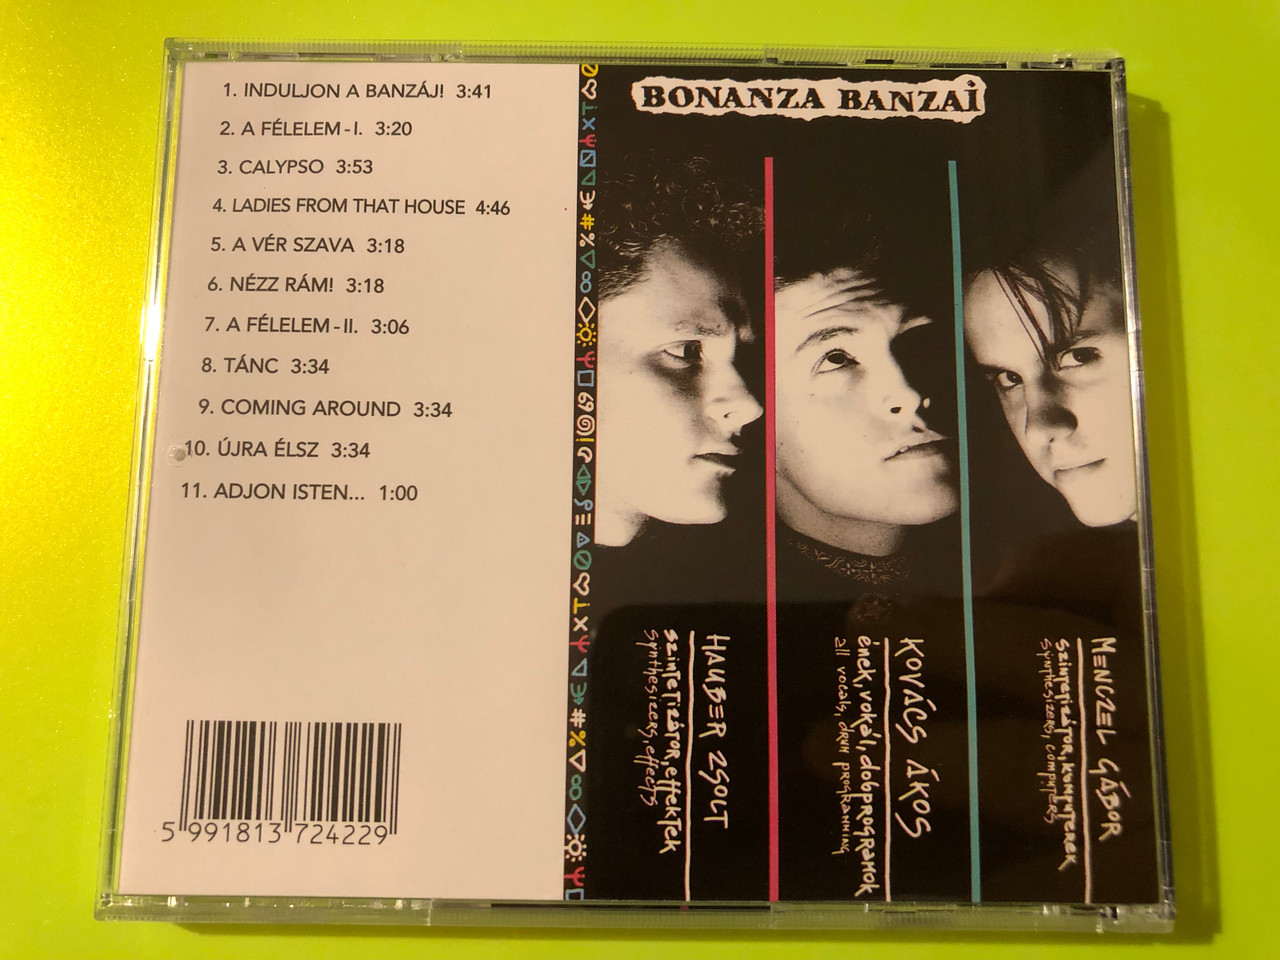 1. INDULJON A BANZÁJ! 3:41
2. A FÉLELEM - I. 3:20
3. CALYPSO 3:53
4. LADIES FROM THAT HOUSE 4:46
5. A VÉR SZAVA 3:18
6. NÉZZ RÁM! 3:18
7. A FÉLELEM - II. 3:06
8. TÁNC 3:34
9. COMING AROUND 3:34
10. ÚJRA ÉLSZ 3:34
11. ADJON ISTEN... 1:00
5 991813 724229
BONANZA BANZAi
HAUBER ZSOLT
szintetizátor, effektek
synthesizers, effects
KOVÁCS ÁKOS
ének, vokál, dobprogramok
all vocals, drum programming
MENCZEL GÁBOR
szintetizátor, komputerek
synthesizers, computers